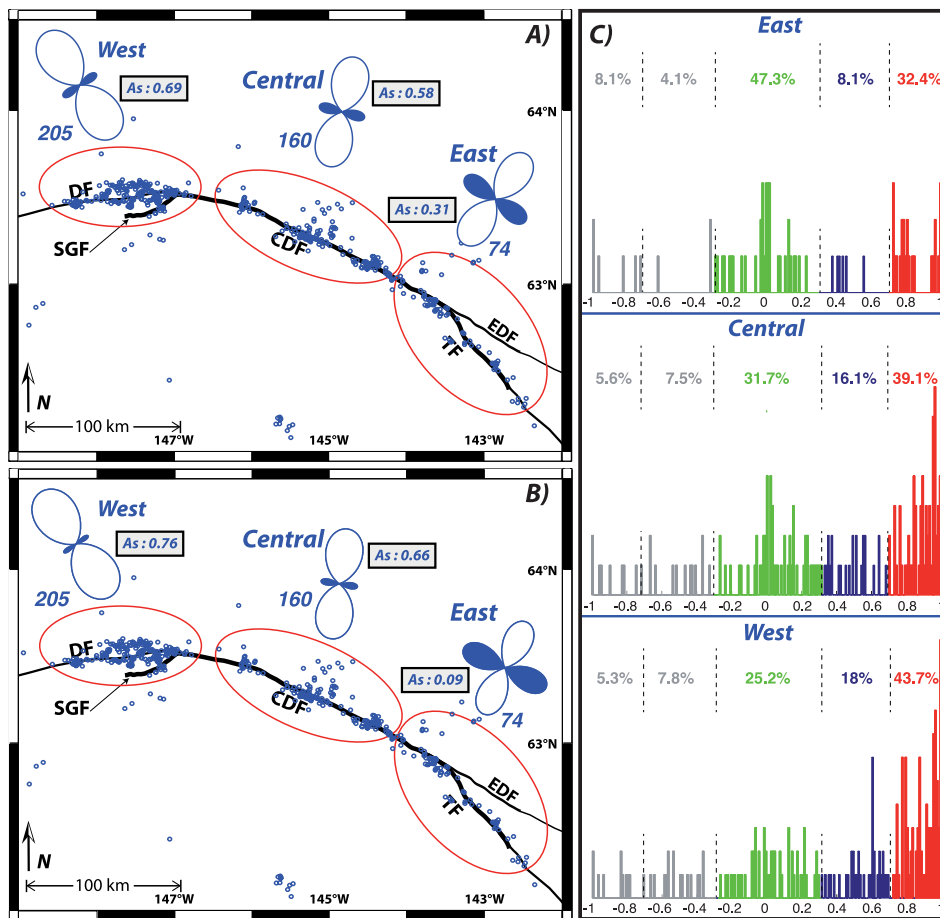 A)
West
As : 0.69
205
Central
As : 0.58
160
East
As : 0.31
74
64°N
63°N
DF
SGF
CDF
EDF
TF
N
100 km
147°W
145°W
143°W
B)
West
As : 0.76
205
Central
As : 0.66
160
East
As : 0.09
74
64°N
63°N
DF
SGF
CDF
EDF
TF
N
100 km
147°W
145°W
143°W
C)
East
8.1% 4.1% 47.3% 8.1% 32.4%
-1 -0.8 -0.6 -0.4 -0.2 0 0.2 0.4 0.6 0.8 1
Central
5.6% 7.5% 31.7% 16.1% 39.1%
-1 -0.8 -0.6 -0.4 -0.2 0 0.2 0.4 0.6 0.8 1
West
5.3% 7.8% 25.2% 18% 43.7%
-1 -0.8 -0.6 -0.4 -0.2 0 0.2 0.4 0.6 0.8 1